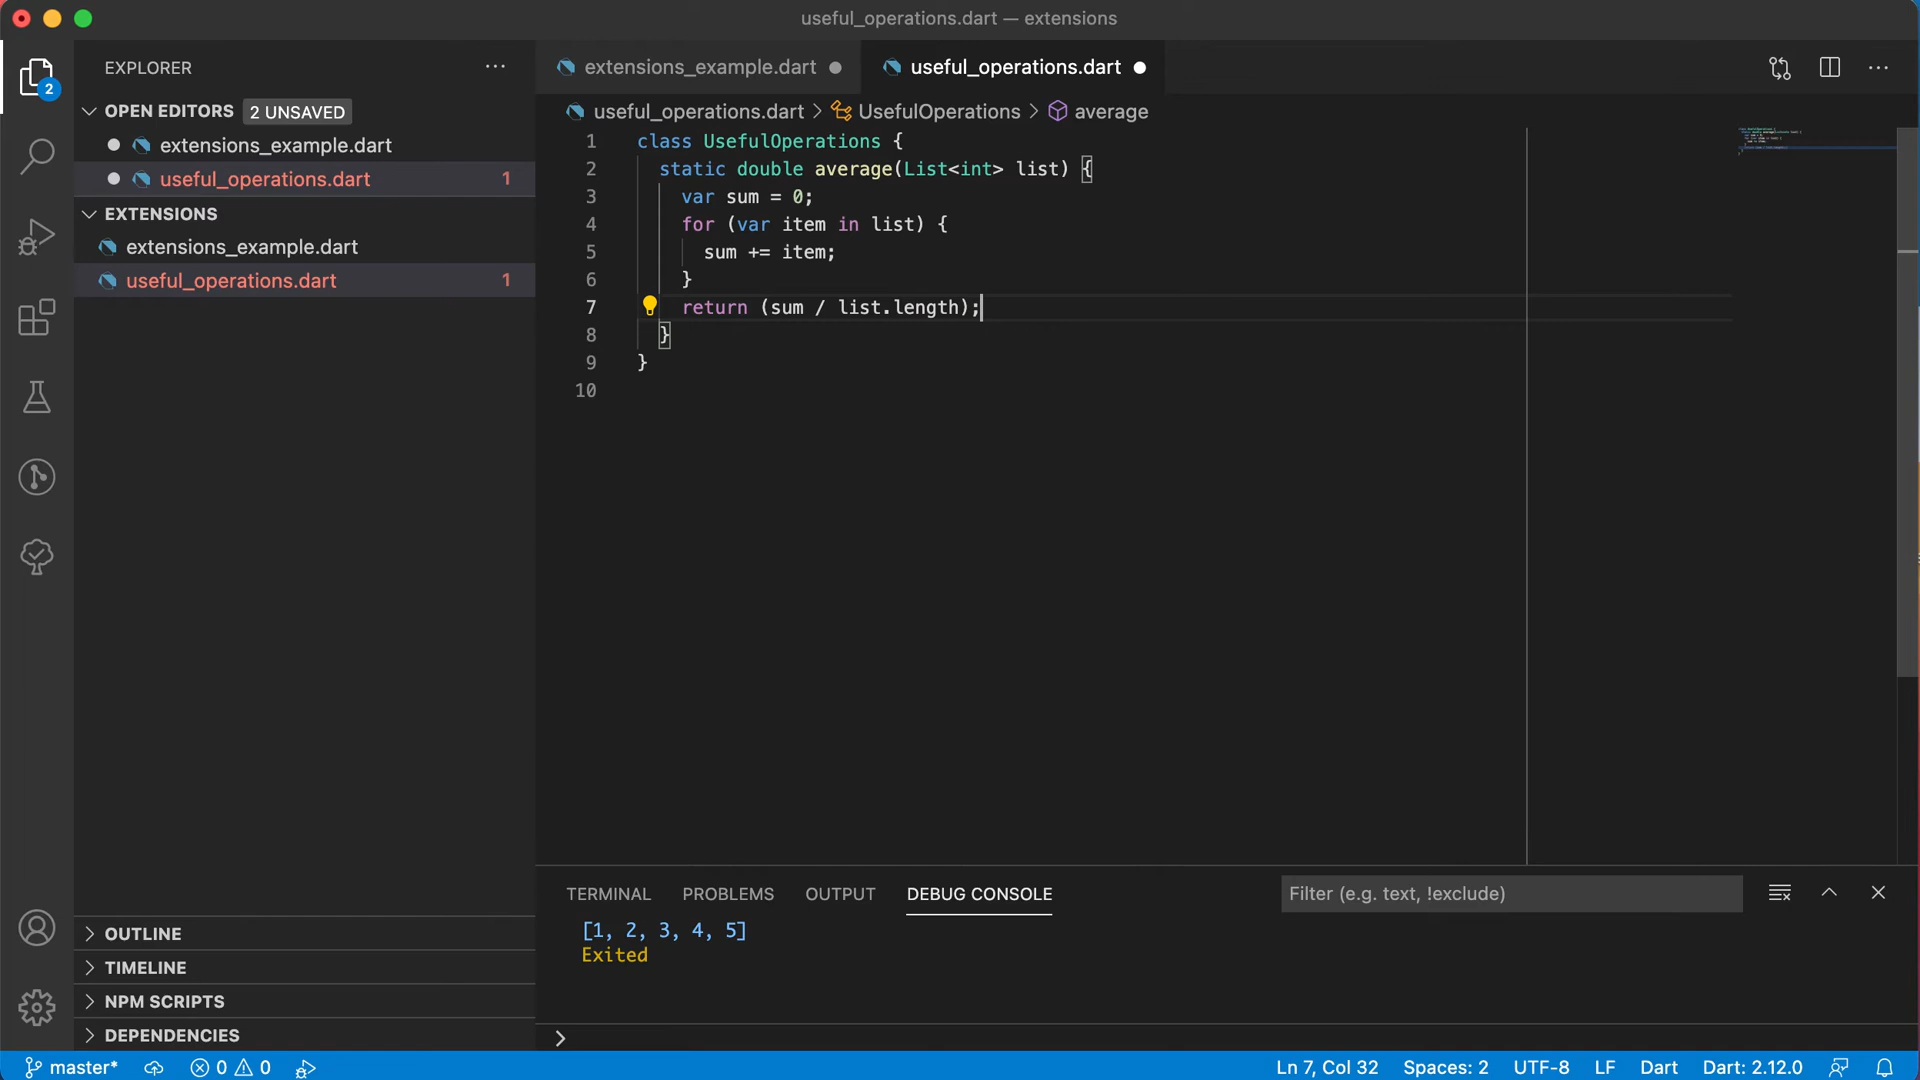 useful_operations.dart — extensions
EXPLORER
extensions_example.dart
useful_operations.dart
2
OPEN EDITORS 2 UNSAVED
useful_operations.dart > UsefulOperations > average
extensions_example.dart
useful_operations.dart 1
EXTENSIONS
extensions_example.dart
useful_operations.dart 1
1 class UsefulOperations {
2 static double average(List<int> list) {
3 var sum = 0;
4 for (var item in list) {
5 sum += item;
6 }
7 return (sum / list.length);
8 }
9 }
10
TERMINAL PROBLEMS OUTPUT DEBUG CONSOLE
Filter (e.g. text, !exclude)
[1, 2, 3, 4, 5]
Exited
OUTLINE
TIMELINE
NPM SCRIPTS
DEPENDENCIES
master* 0 0 Ln 7, Col 32 Spaces: 2 UTF-8 LF Dart Dart: 2.12.0